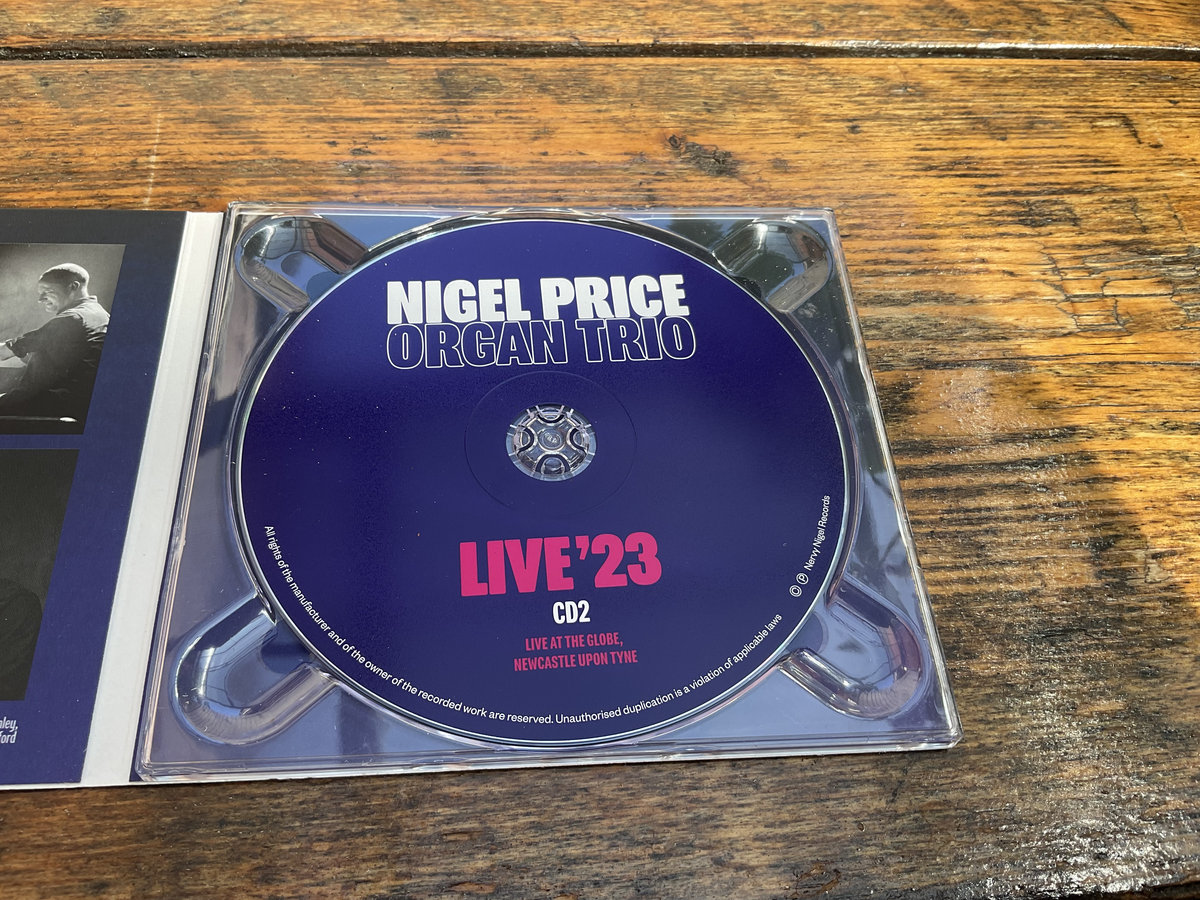 NIGEL PRICE
ORGAN TRIO
LIVE '23
CD2
LIVE AT THE GLOBE,
NEWCASTLE UPON TYNE
All rights of the manufacturer and of the owner of the recorded work are reserved. Unauthorised duplication is a violation of applicable laws
© ℗ Nervy Nigel Records